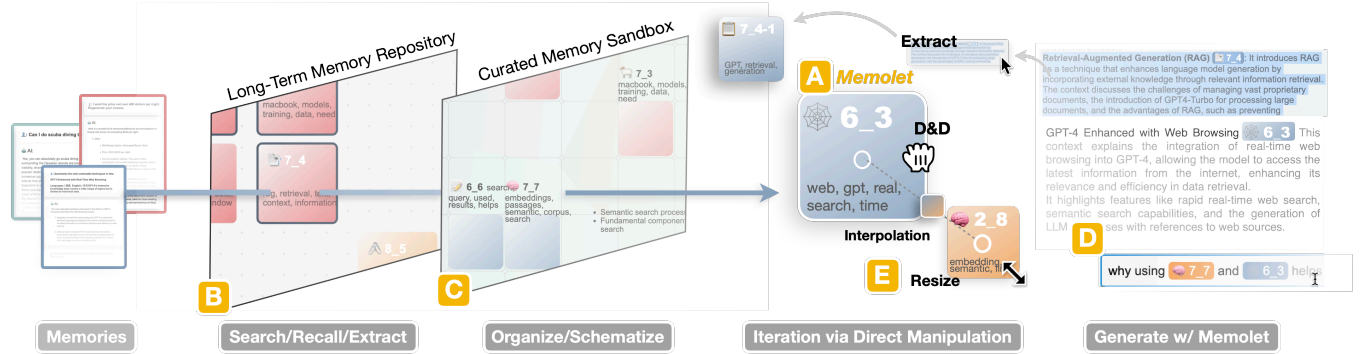 Can I do scuba diving
AI:
AI:
Memories
Long-Term Memory Repository
macbook, models,
training, data, need
7_4
retrieval,
context, information
8_5
B
Search/Recall/Extract
Curated Memory Sandbox
7_3
macbook, models,
training, data,
need
6_6 search
query, used,
results, helps
7_7
embeddings,
passages,
semantic, corpus,
search
• Semantic search process
• Fundamental component
search
C
Organize/Schematize
7_4-1
GPT, retrieval,
generation
Extract
A Memolet
6_3
web, gpt, real,
search, time
D&D
Interpolation
2_8
embedding,
semantic,
E
Resize
Iteration via Direct Manipulation
Retrieval-Augmented Generation (RAG) 7_4: It introduces RAG
as a technique that enhances language model generation by
incorporating external knowledge through relevant information retrieval.
The context discusses the challenges of managing vast proprietary
documents, the introduction of GPT4-Turbo for processing large
documents, and the advantages of RAG, such as preventing
GPT-4 Enhanced with Web Browsing 6_3 This
context explains the integration of real-time web
browsing into GPT-4, allowing the model to access the
latest information from the internet, enhancing its
relevance and efficiency in data retrieval.
It highlights features like rapid real-time web search,
semantic search capabilities, and the generation of
LLM ses with references to web sources.
D
why using 7_7 and 6_3 helps
Generate w/ Memolet